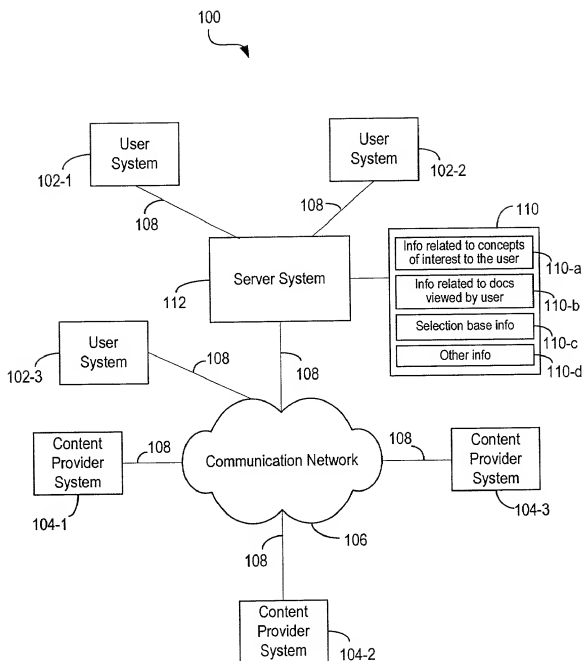 100
User
System
102-1
User
System
102-2
108
108
110
Info related to concepts
of interest to the user
110-a
Info related to docs
viewed by user
110-b
Selection base info
110-c
Other info
110-d
Server System
112
User
System
102-3
108
108
Content
Provider
System
104-1
108
Communication Network
108
Content
Provider
System
104-3
106
108
Content
Provider
System
104-2